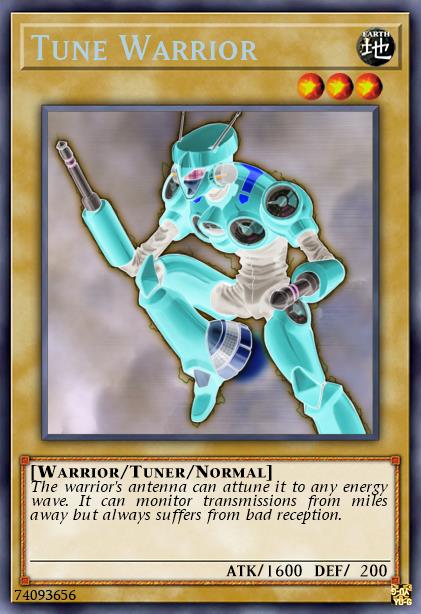 TUNE WARRIOR
EARTH
地
[WARRIOR/TUNER/NORMAL]
The warrior's antenna can attune it to any energy
wave. It can monitor transmissions from miles
away but always suffers from bad reception.
ATK/1600 DEF/ 200
74093656